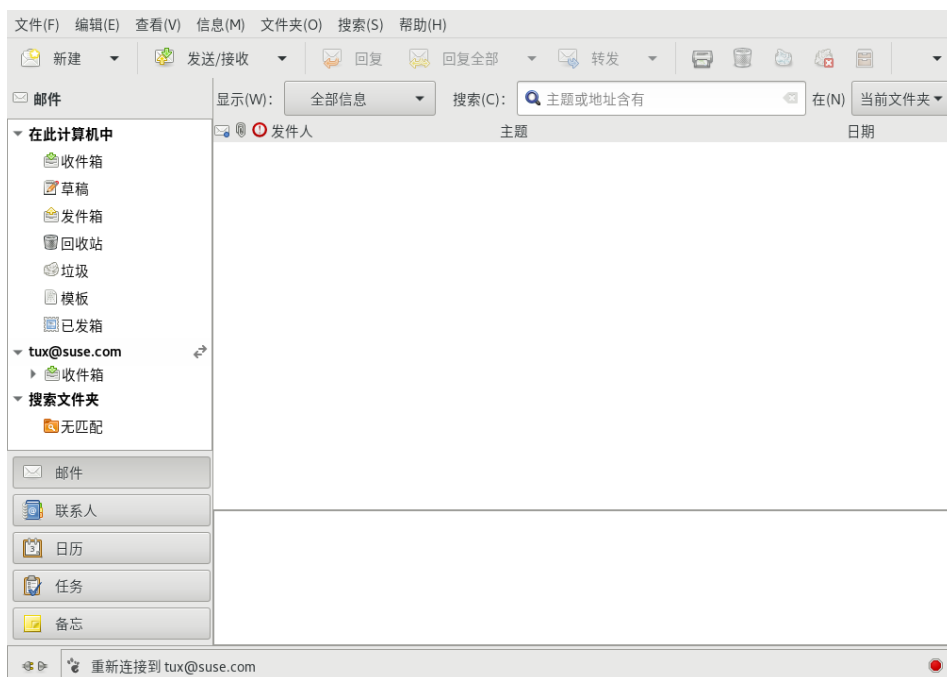 文件(F) 编辑(E) 查看(V) 信息(M) 文件夹(O) 搜索(S) 帮助(H)
新建 发送/接收 回复 回复全部 转发
邮件 显示(W): 全部信息 搜索(C): 主题或地址含有 在(N) 当前文件夹
在此计算机中 发件人 主题 日期
收件箱
草稿
发件箱
回收站
垃圾
模板
已发箱
tux@suse.com
收件箱
搜索文件夹
无匹配
邮件
联系人
日历
任务
备忘
重新连接到 tux@suse.com